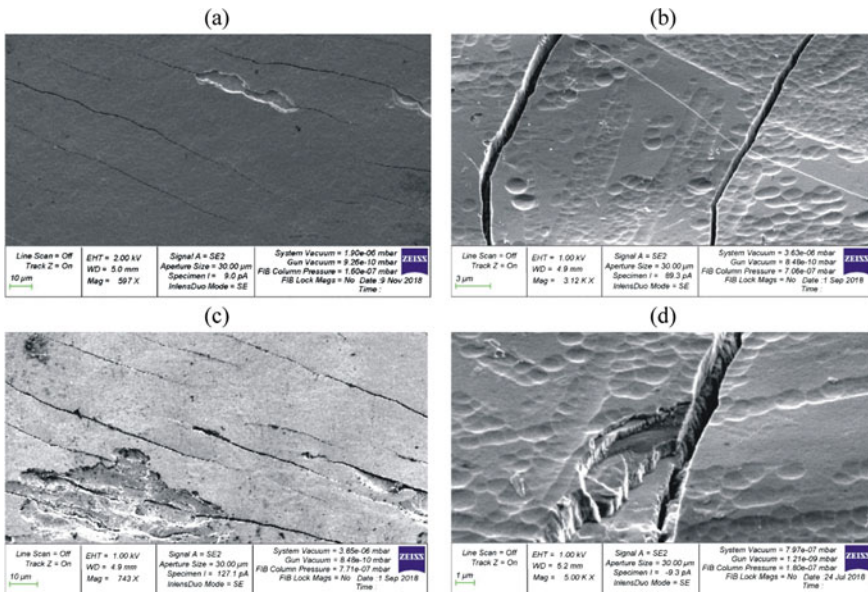 (a)
(b)
Line Scan = Off
Track Z = On
10 µm
EHT = 2.00 kV
WD = 5.0 mm
Mag = 597 X
Signal A = SE2
Aperture Size = 30.00 µm
Specimen I = 9.0 pA
InlensDuo Mode = SE
System Vacuum = 1.90e-06 mbar
Gun Vacuum = 9.26e-10 mbar
FIB Column Pressure = 1.60e-07 mbar
FIB Lock Mags = No Date :9 Nov 2018
Time :
ZEISS
Line Scan = Off
Track Z = On
3 µm
EHT = 1.00 kV
WD = 4.9 mm
Mag = 3.12 K X
Signal A = SE2
Aperture Size = 30.00 µm
Specimen I = 89.3 pA
InlensDuo Mode = SE
System Vacuum = 3.63e-06 mbar
Gun Vacuum = 8.48e-10 mbar
FIB Column Pressure = 7.06e-07 mbar
FIB Lock Mags = No Date :1 Sep 2018
Time :
ZEISS
(c)
(d)
Line Scan = Off
Track Z = On
10 µm
EHT = 1.00 kV
WD = 4.9 mm
Mag = 743 X
Signal A = SE2
Aperture Size = 30.00 µm
Specimen I = 127.1 pA
InlensDuo Mode = SE
System Vacuum = 3.65e-06 mbar
Gun Vacuum = 8.48e-10 mbar
FIB Column Pressure = 7.71e-07 mbar
FIB Lock Mags = No Date :1 Sep 2018
Time :
ZEISS
Line Scan = Off
Track Z = On
1 µm
EHT = 1.00 kV
WD = 5.2 mm
Mag = 5.00 K X
Signal A = SE2
Aperture Size = 30.00 µm
Specimen I = -9.3 pA
InlensDuo Mode = SE
System Vacuum = 7.97e-07 mbar
Gun Vacuum = 1.21e-09 mbar
FIB Column Pressure = 1.80e-07 mbar
FIB Lock Mags = No Date :24 Jul 2018
Time :
ZEISS